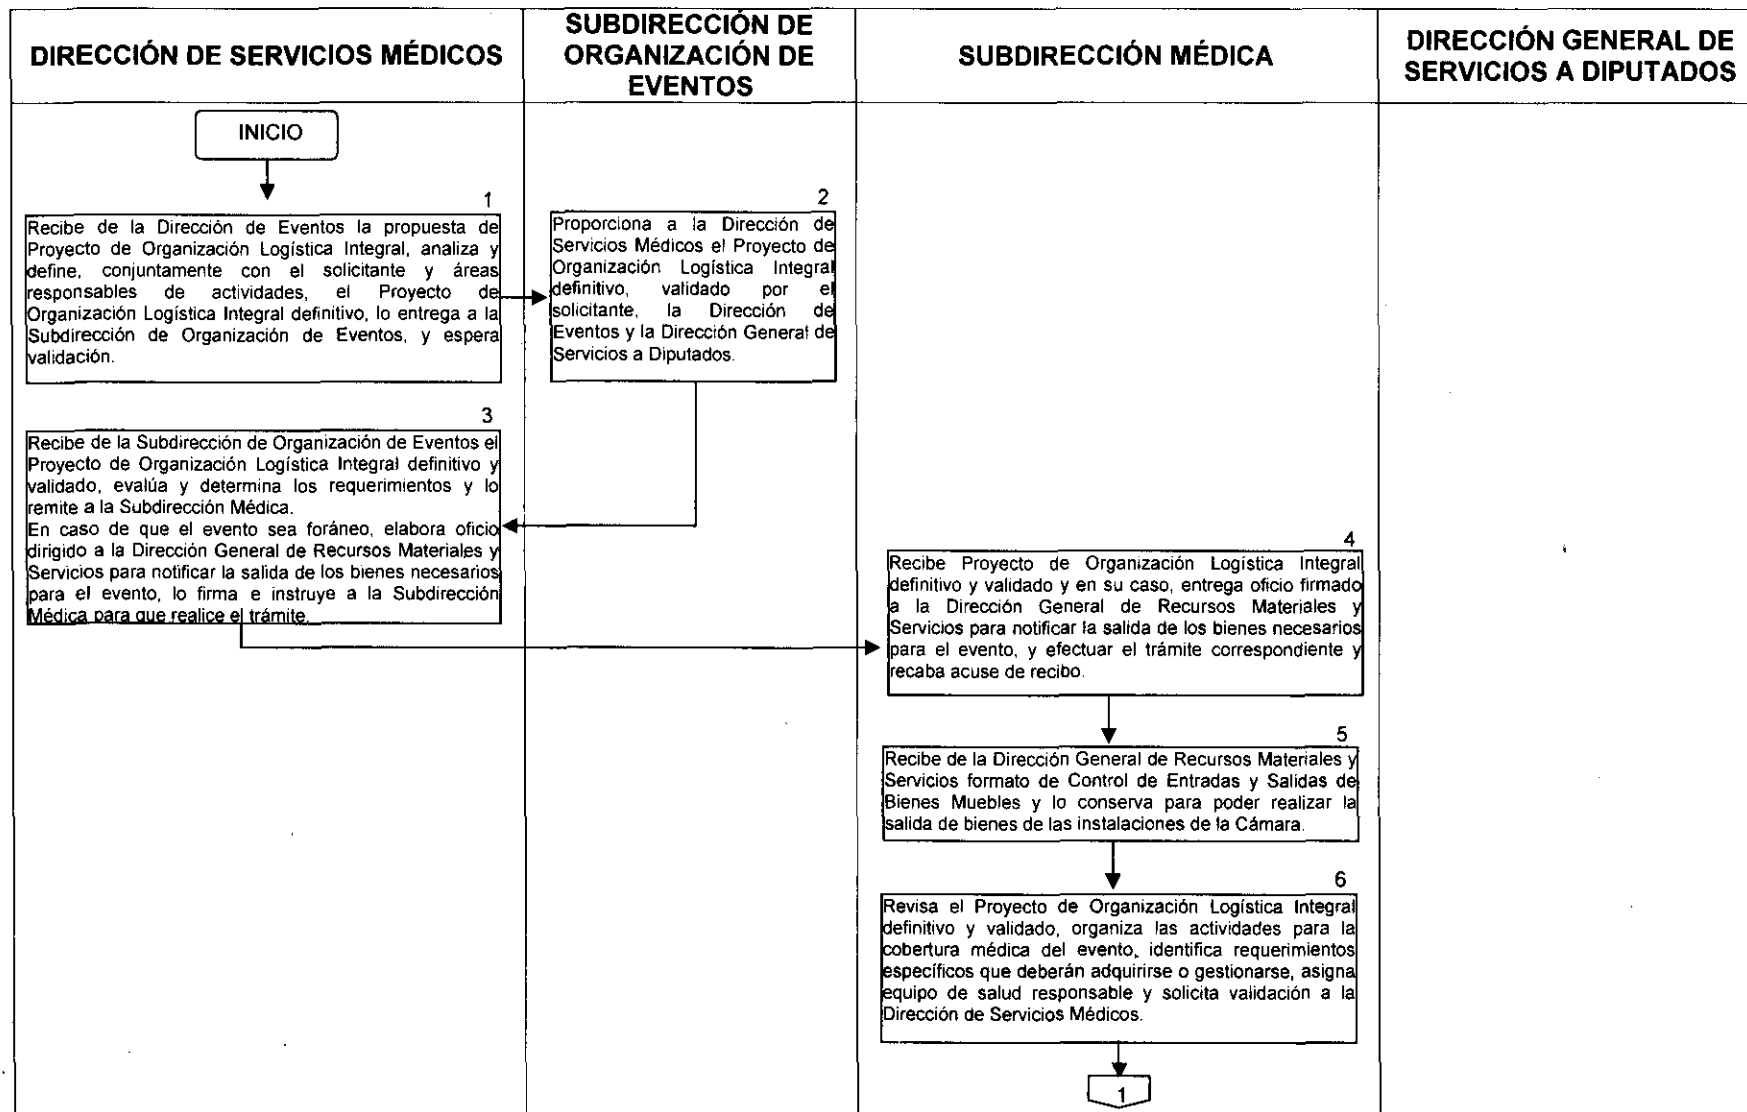 DIRECCIÓN DE SERVICIOS MÉDICOS
SUBDIRECCIÓN DE
ORGANIZACIÓN DE
EVENTOS
SUBDIRECCIÓN MÉDICA
DIRECCIÓN GENERAL DE
SERVICIOS A DIPUTADOS
INICIO
1
Recibe de la Dirección de Eventos la propuesta de
Proyecto de Organización Logística Integral, analiza y
define, conjuntamente con el solicitante y áreas
responsables de actividades, el Proyecto de
Organización Logística Integral definitivo, lo entrega a la
Subdirección de Organización de Eventos, y espera
validación.
2
Proporciona a la Dirección de
Servicios Médicos el Proyecto de
Organización Logística Integral
definitivo, validado por el
solicitante, la Dirección de
Eventos y la Dirección General de
Servicios a Diputados.
3
Recibe de la Subdirección de Organización de Eventos el
Proyecto de Organización Logística Integral definitivo y
validado, evalúa y determina los requerimientos y lo
remite a la Subdirección Médica.
En caso de que el evento sea foráneo, elabora oficio
dirigido a la Dirección General de Recursos Materiales y
Servicios para notificar la salida de los bienes necesarios
para el evento, lo firma e instruye a la Subdirección
Médica para que realice el trámite.
4
Recibe Proyecto de Organización Logística Integral
definitivo y validado y en su caso, entrega oficio firmado
a la Dirección General de Recursos Materiales y
Servicios para notificar la salida de los bienes necesarios
para el evento, y efectuar el trámite correspondiente y
recaba acuse de recibo.
5
Recibe de la Dirección General de Recursos Materiales y
Servicios formato de Control de Entradas y Salidas de
Bienes Muebles y lo conserva para poder realizar la
salida de bienes de las instalaciones de la Cámara.
6
Revisa el Proyecto de Organización Logística Integral
definitivo y validado, organiza las actividades para la
cobertura médica del evento, identifica requerimientos
específicos que deberán adquirirse o gestionarse, asigna
equipo de salud responsable y solicita validación a la
Dirección de Servicios Médicos.
1